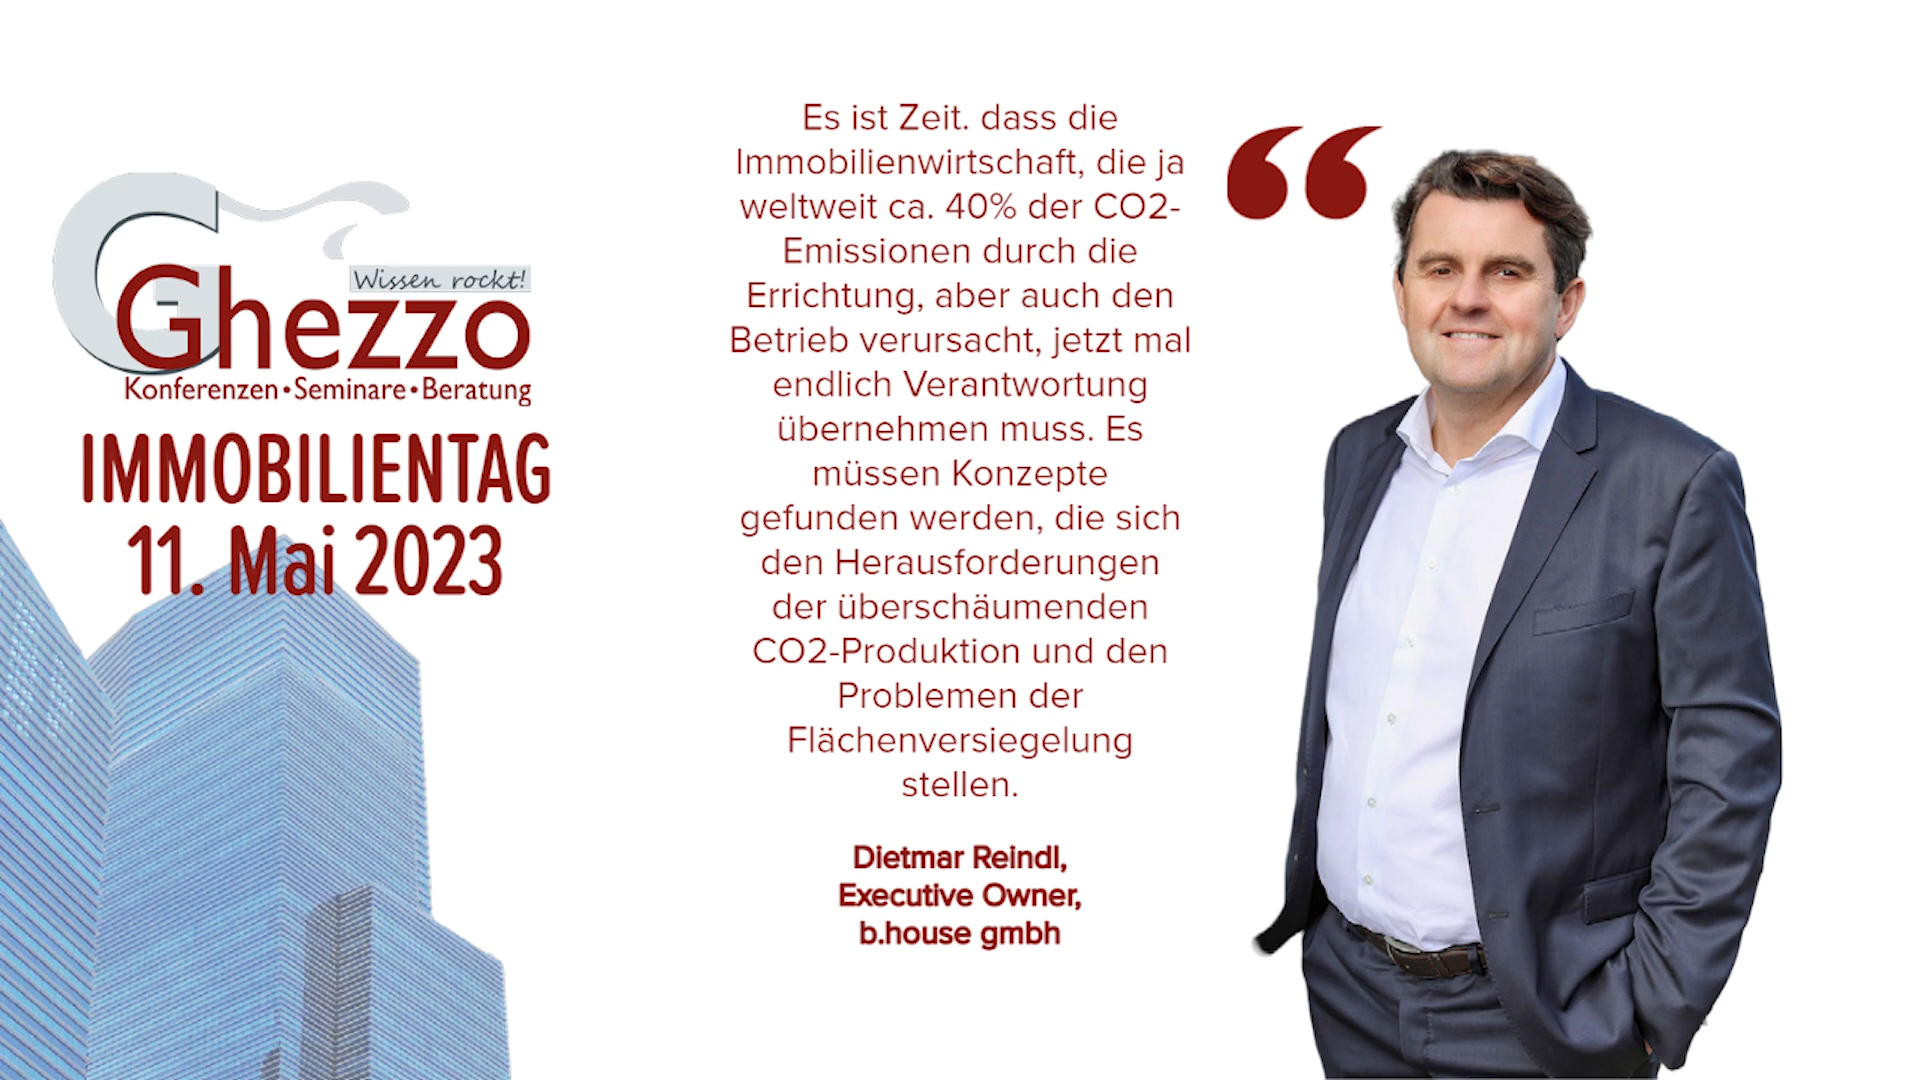 Wissen rockt!
Ghezzo
Konferenzen • Seminare • Beratung
IMMOBILIENTAG
11. Mai 2023
Es ist Zeit. dass die
Immobilienwirtschaft, die ja
weltweit ca. 40% der CO2-
Emissionen durch die
Errichtung, aber auch den
Betrieb verursacht, jetzt mal
endlich Verantwortung
übernehmen muss. Es
müssen Konzepte
gefunden werden, die sich
den Herausforderungen
der überschäumenden
CO2-Produktion und den
Problemen der
Flächenversiegelung
stellen.
Dietmar Reindl,
Executive Owner,
b.house gmbh
“